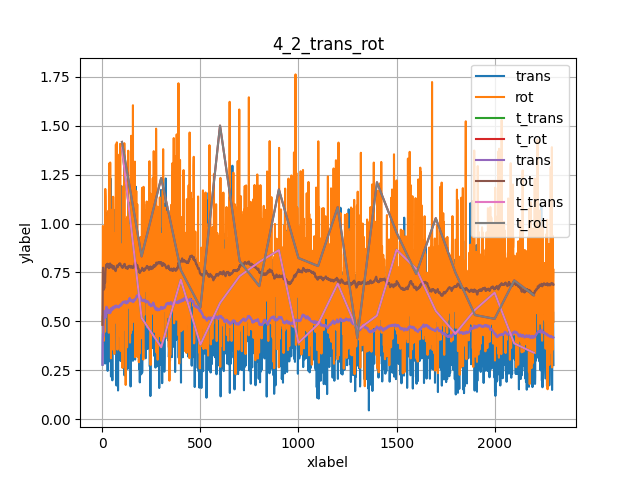 4_2_trans_rot
1.75
1.50
1.25
1.00
0.75
0.50
0.25
0.00
ylabel
trans
rot
t_trans
t_rot
trans
rot
t_trans
t_rot
0 500 1000 1500 2000
xlabel